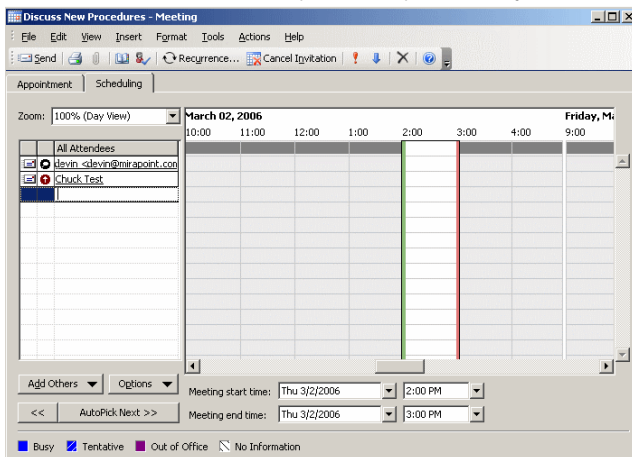 Discuss New Procedures - Meeting
File Edit View Insert Format Tools Actions Help
Send Recurrence... Cancel Invitation
Appointment Scheduling
Zoom: 100% (Day View) March 02, 2006 Friday, Ma
10:00 11:00 12:00 1:00 2:00 3:00 4:00 9:00
All Attendees
devin <devin@mirapoint.con
Chuck Test
Add Others Options Meeting start time: Thu 3/2/2006 2:00 PM
<< AutoPick Next >> Meeting end time: Thu 3/2/2006 3:00 PM
Busy Tentative Out of Office No Information